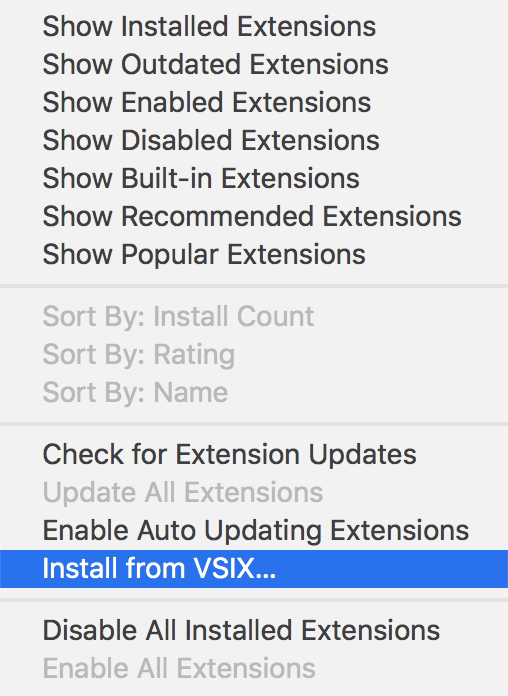 Show Installed Extensions
Show Outdated Extensions
Show Enabled Extensions
Show Disabled Extensions
Show Built-in Extensions
Show Recommended Extensions
Show Popular Extensions
Sort By: Install Count
Sort By: Rating
Sort By: Name
Check for Extension Updates
Update All Extensions
Enable Auto Updating Extensions
Install from VSIX...
Disable All Installed Extensions
Enable All Extensions